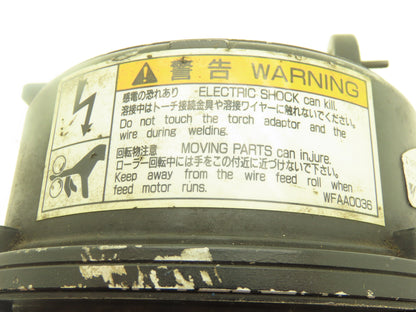 警告 WARNING
感電の恐れあり ELECTRIC SHOCK can kill.
溶接中はトーチ接続金具や溶接ワイヤーに触れないでください。
Do not touch the torch adaptor and the
wire during welding.
回転物注意 MOVING PARTS can injure.
ローラー回転中には手をこの付近に近づけないで下さい。
Keep away from the wire feed roll when
feed motor runs.
WFAA0036